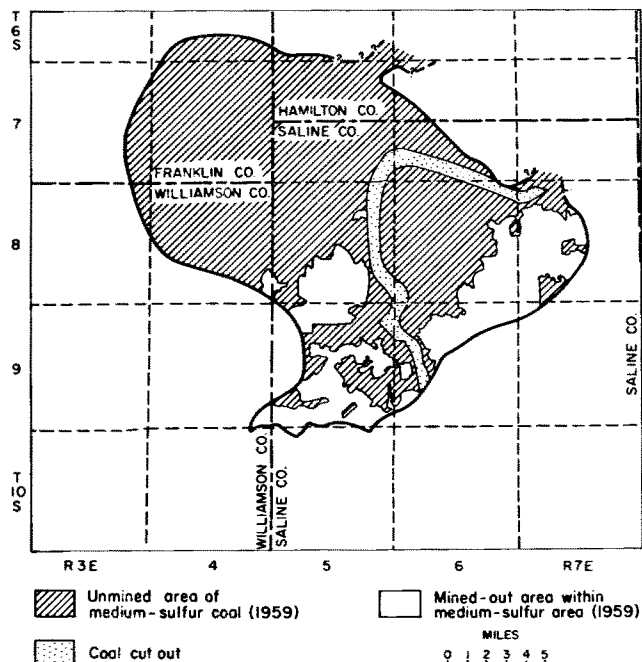 T
6
S
7
8
9
T
10
S
HAMILTON CO.
SALINE CO.
FRANKLIN CO.
WILLIAMSON CO.
SALINE CO.
WILLIAMSON CO.
SALINE CO.
R 3 E 4 5 6 R 7 E
Unmined area of
medium-sulfur coal (1959)
Mined-out area within
medium-sulfur area (1959)
Coal cut out
MILES
0 1 2 3 4 5